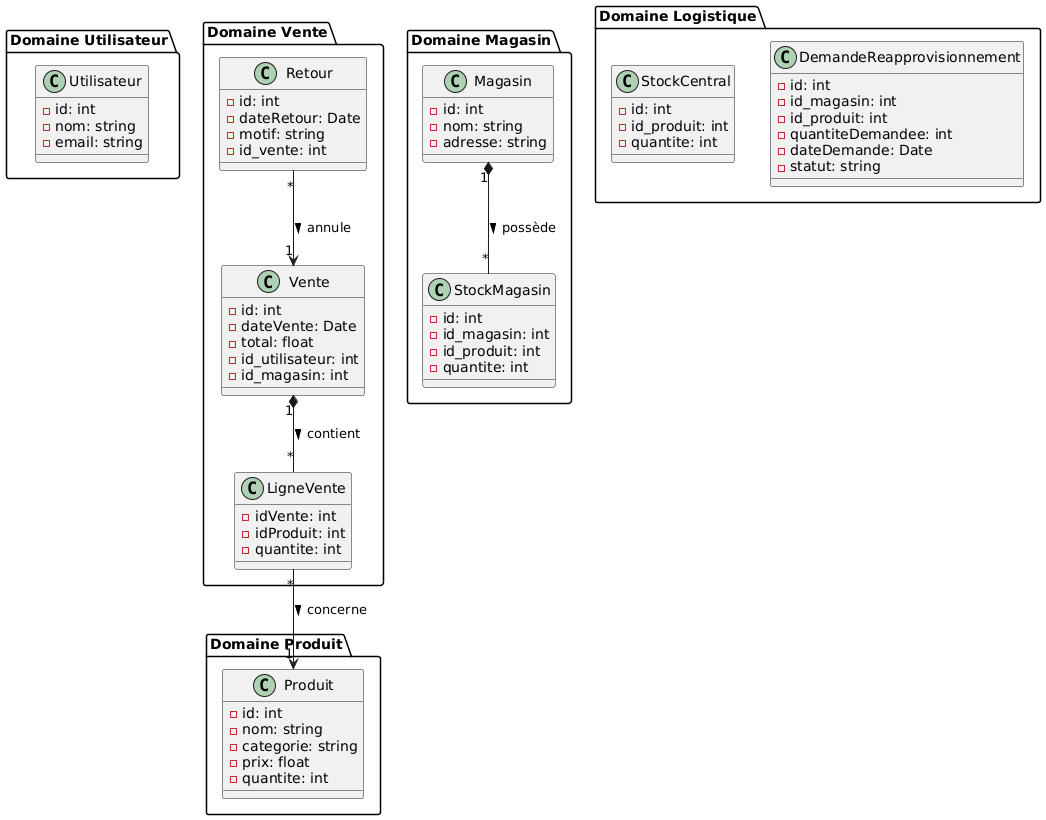 Domaine Utilisateur
C Utilisateur
id: int
nom: string
email: string
Domaine Vente
C Retour
id: int
dateRetour: Date
motif: string
id_vente: int
*
annule
1
C Vente
id: int
dateVente: Date
total: float
id_utilisateur: int
id_magasin: int
1
contient
*
C LigneVente
idVente: int
idProduit: int
quantite: int
*
concerne
1
Domaine Produit
C Produit
id: int
nom: string
categorie: string
prix: float
quantite: int
Domaine Magasin
C Magasin
id: int
nom: string
adresse: string
1
possède
*
C StockMagasin
id: int
id_magasin: int
id_produit: int
quantite: int
Domaine Logistique
C StockCentral
id: int
id_produit: int
quantite: int
C DemandeReapprovisionnement
id: int
id_magasin: int
id_produit: int
quantiteDemandee: int
dateDemande: Date
statut: string